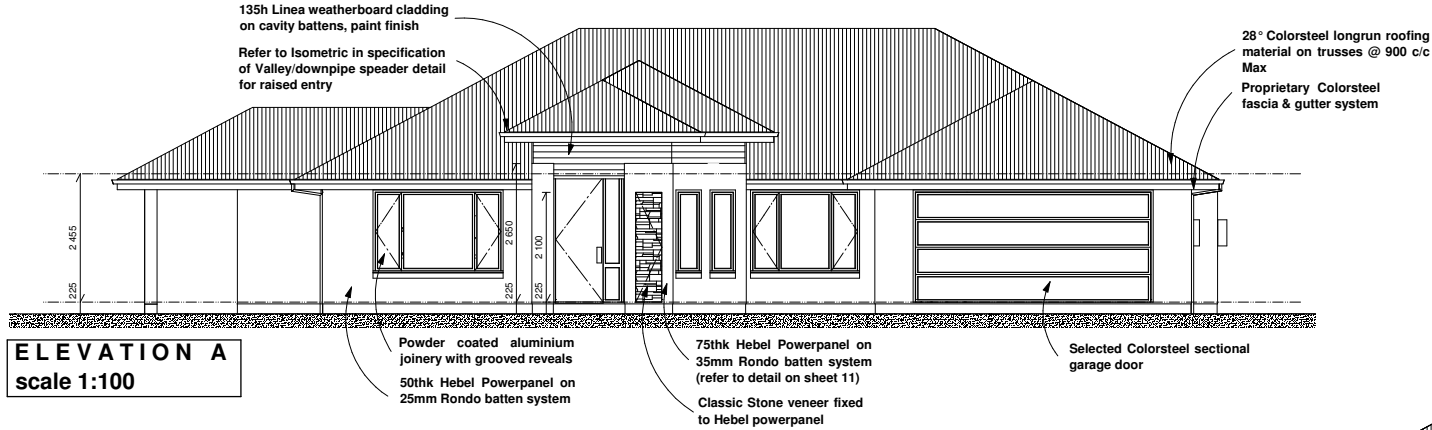 135h Linea weatherboard cladding
on cavity battens, paint finish
Refer to Isometric in specification
of Valley/downpipe speader detail
for raised entry
28° Colorsteel longrun roofing
material on trusses @ 900 c/c
Max
Proprietary Colorsteel
fascia & gutter system
2 455
225
2 650
225
2 100
225
ELEVATION A
scale 1:100
Powder coated aluminium
joinery with grooved reveals
50thk Hebel Powerpanel on
25mm Rondo batten system
75thk Hebel Powerpanel on
35mm Rondo batten system
(refer to detail on sheet 11)
Classic Stone veneer fixed
to Hebel powerpanel
Selected Colorsteel sectional
garage door